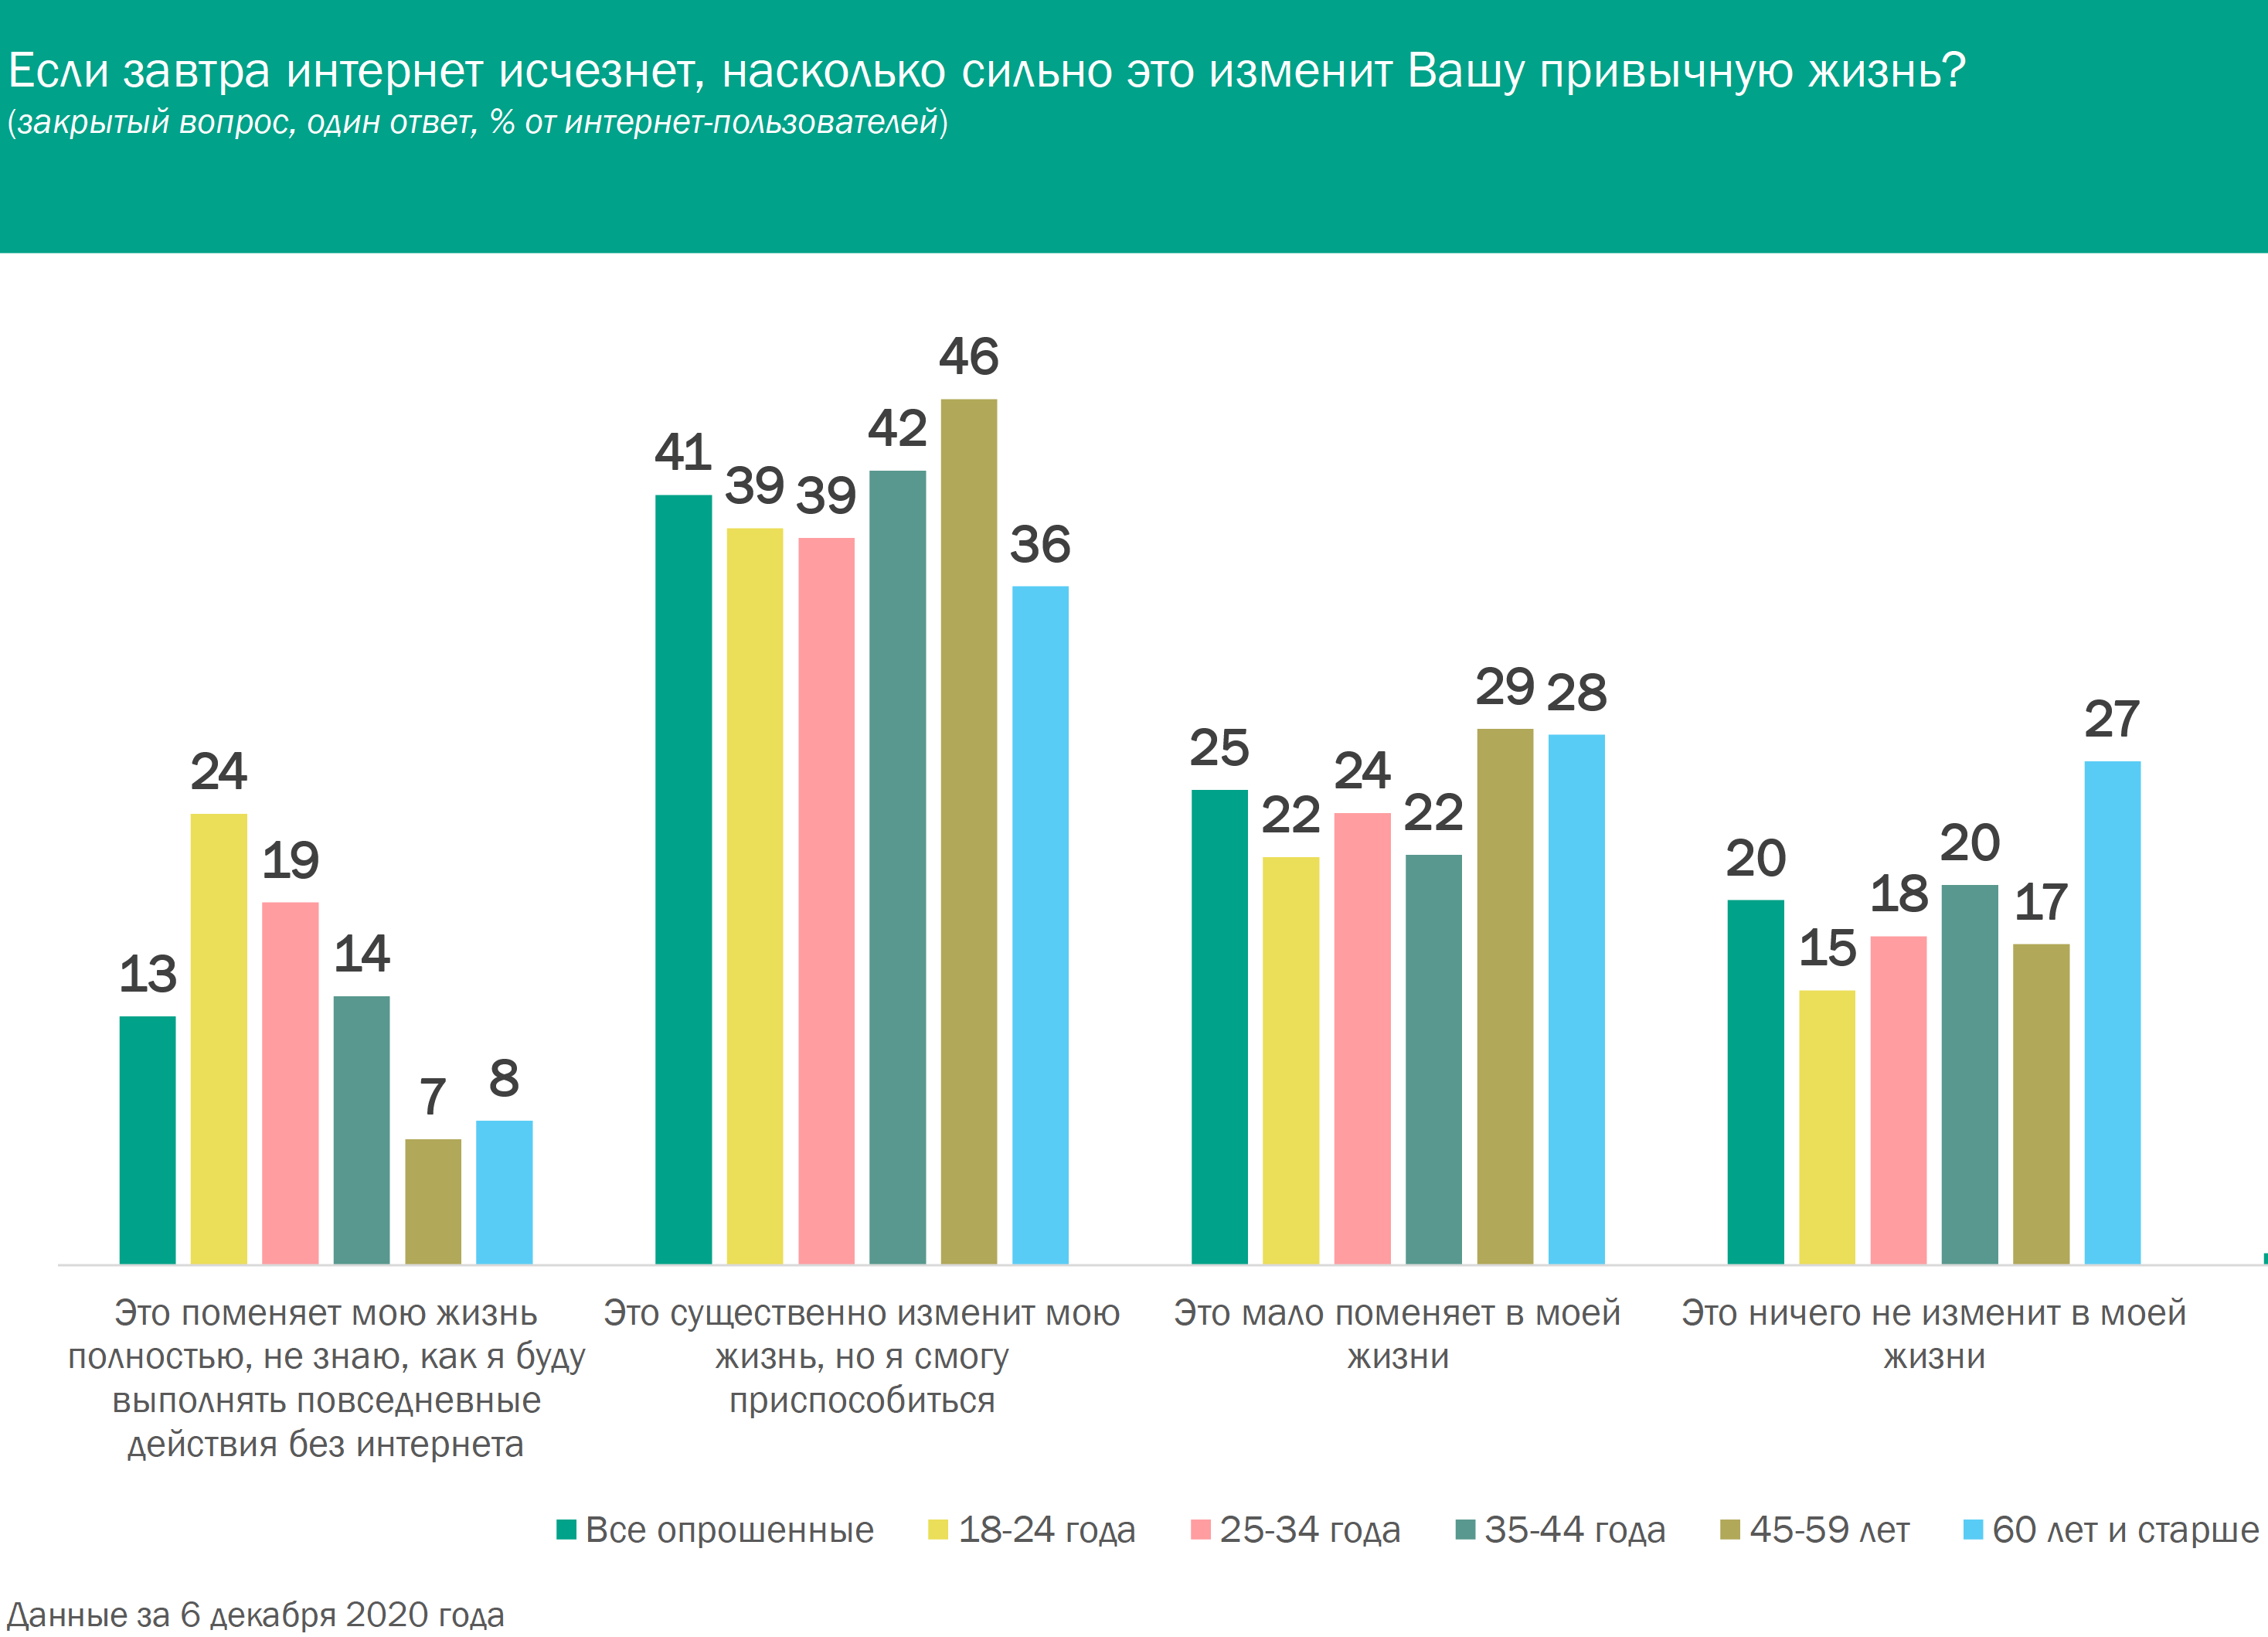 Если завтра интернет исчезнет, насколько сильно это изменит Вашу привычную жизнь?
(закрытый вопрос, один ответ, % от интернет-пользователей)
13 24 19 14 7 8
41 39 39 42 46 36
25 22 24 22 29 28
20 15 18 20 17 27
Это поменяет мою жизнь
полностью, не знаю, как я буду
выполнять повседневные
действия без интернета
Это существенно изменит мою
жизнь, но я смогу
приспособиться
Это мало поменяет в моей
жизни
Это ничего не изменит в моей
жизни
Все опрошенные 18-24 года 25-34 года 35-44 года 45-59 лет 60 лет и старше
Данные за 6 декабря 2020 года